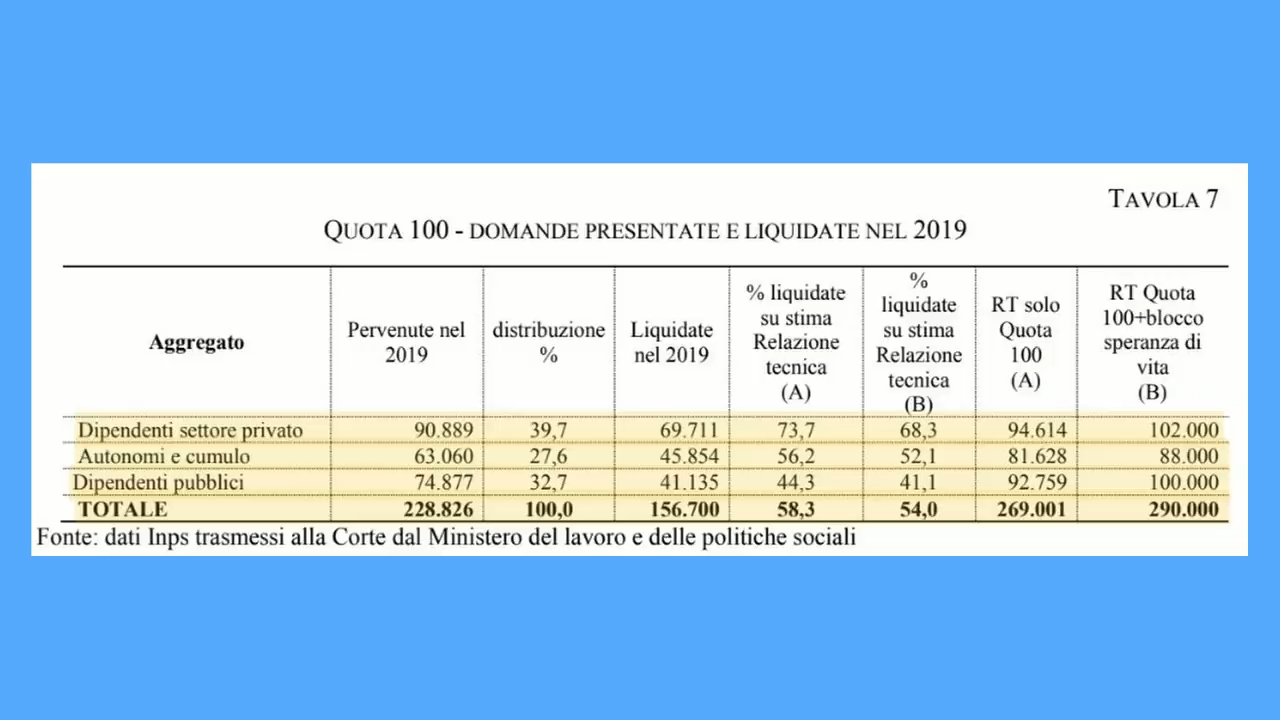 TAVOLA 7
QUOTA 100 - DOMANDE PRESENTATE E LIQUIDATE NEL 2019
Aggregato
Pervenute nel
2019
distribuzione
%
Liquidate
nel 2019
% liquidate
su stima
Relazione
tecnica
(A)
%
liquidate
su stima
Relazione
tecnica
(B)
RT solo
Quota
100
(A)
RT Quota
100+blocco
speranza di
vita
(B)
Dipendenti settore privato 90.889 39,7 69.711 73,7 68,3 94.614 102.000
Autonomi e cumulo 63.060 27,6 45.854 56,2 52,1 81.628 88.000
Dipendenti pubblici 74.877 32,7 41.135 44,3 41,1 92.759 100.000
TOTALE 228.826 100,0 156.700 58,3 54,0 269.001 290.000
Fonte: dati Inps trasmessi alla Corte dal Ministero del lavoro e delle politiche sociali